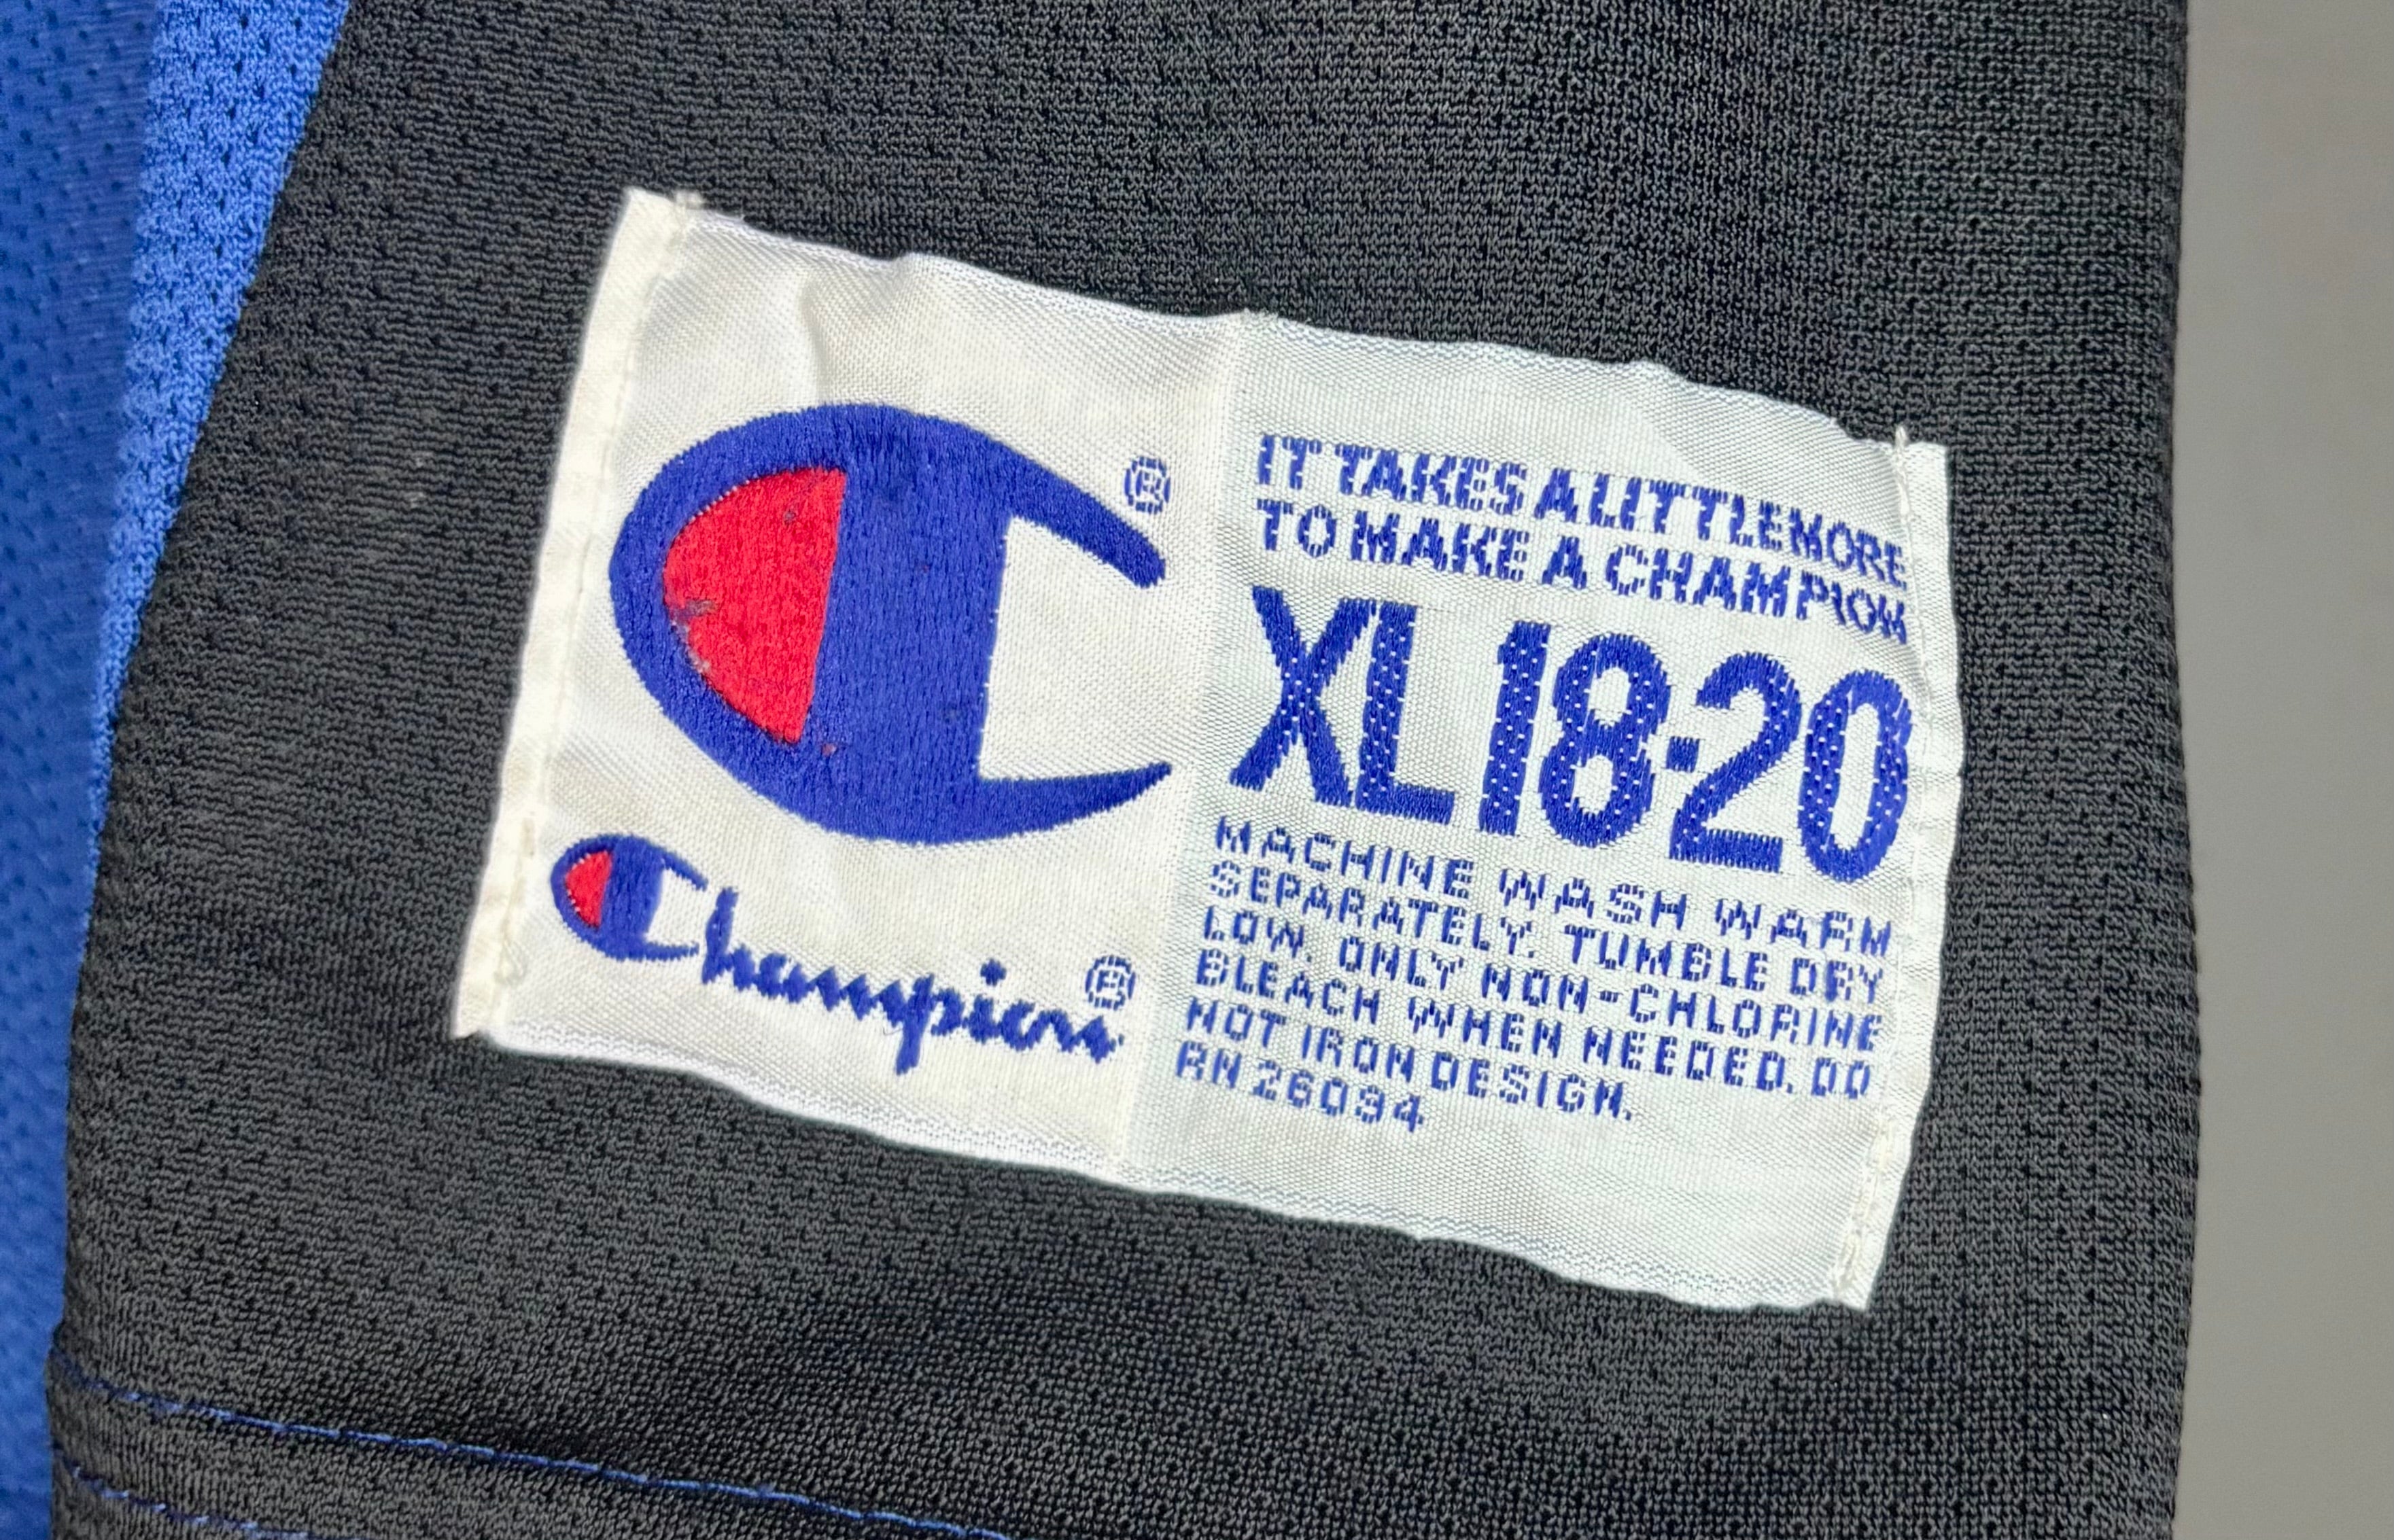 ®
Champion®
IT TAKES A LITTLE MORE
TO MAKE A CHAMPION
XL 18-20
MACHINE WASH WARM
SEPARATELY. TUMBLE DRY
LOW. ONLY NON-CHLORINE
BLEACH WHEN NEEDED. DO
NOT IRON DESIGN.
RN 26094